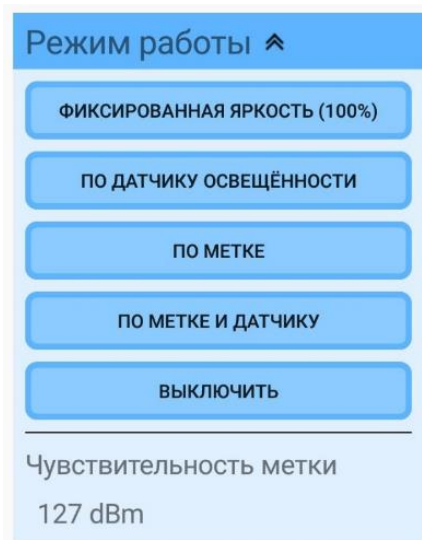 Режим работы
ФИКСИРОВАННАЯ ЯРКОСТЬ (100%)
ПО ДАТЧИКУ ОСВЕЩЁННОСТИ
ПО МЕТКЕ
ПО МЕТКЕ И ДАТЧИКУ
ВЫКЛЮЧИТЬ
Чувствительность метки
127 dBm